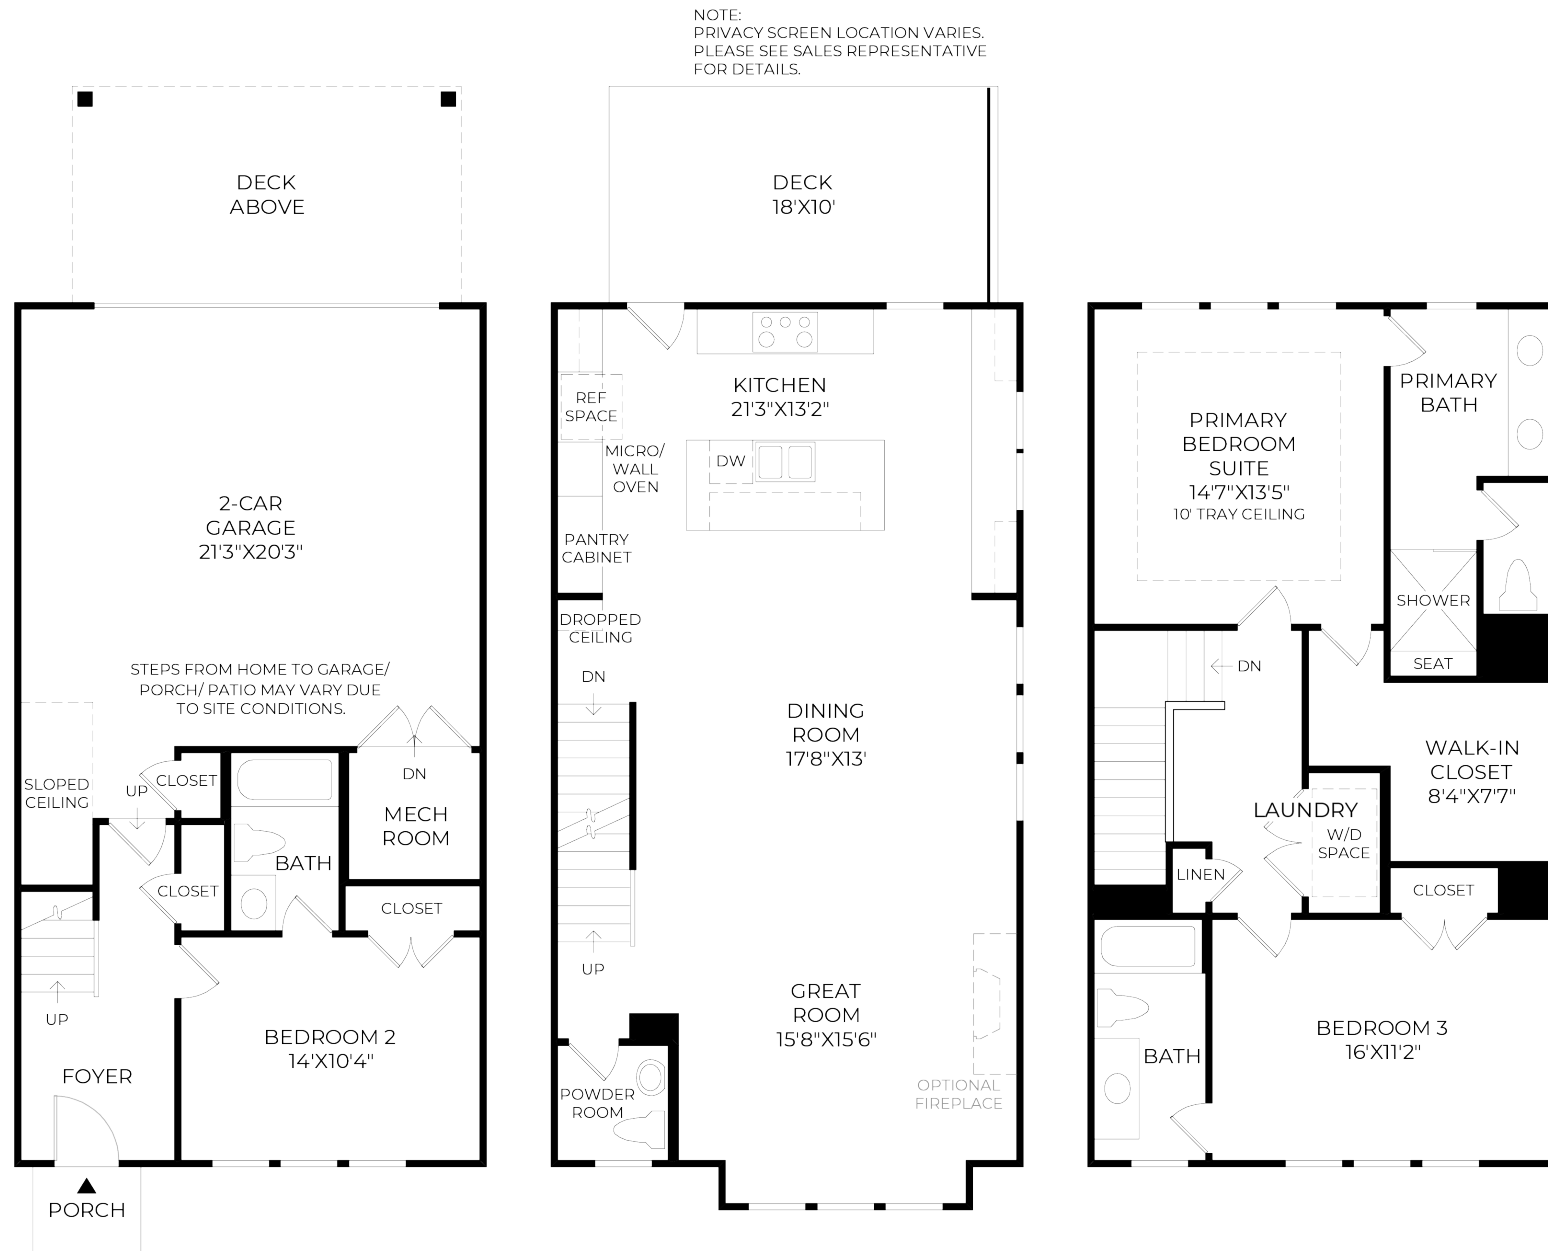 NOTE:
PRIVACY SCREEN LOCATION VARIES.
PLEASE SEE SALES REPRESENTATIVE
FOR DETAILS.
DECK
ABOVE
2-CAR
GARAGE
21'3"X20'3"
STEPS FROM HOME TO GARAGE/
PORCH/ PATIO MAY VARY DUE
TO SITE CONDITIONS.
SLOPED
CEILING
UP
CLOSET
DN
MECH
ROOM
BATH
CLOSET
CLOSET
UP
BEDROOM 2
14'X10'4"
FOYER
PORCH
DECK
18'X10'
KITCHEN
21'3"X13'2"
REF
SPACE
MICRO/
WALL
OVEN
DW
PANTRY
CABINET
DROPPED
CEILING
DN
DINING
ROOM
17'8"X13'
UP
GREAT
ROOM
15'8"X15'6"
POWDER
ROOM
OPTIONAL
FIREPLACE
PRIMARY
BATH
PRIMARY
BEDROOM
SUITE
14'7"X13'5"
10' TRAY CEILING
SHOWER
SEAT
DN
WALK-IN
CLOSET
8'4"X7'7"
LAUNDRY
W/D
SPACE
LINEN
CLOSET
BEDROOM 3
16'X11'2"
BATH